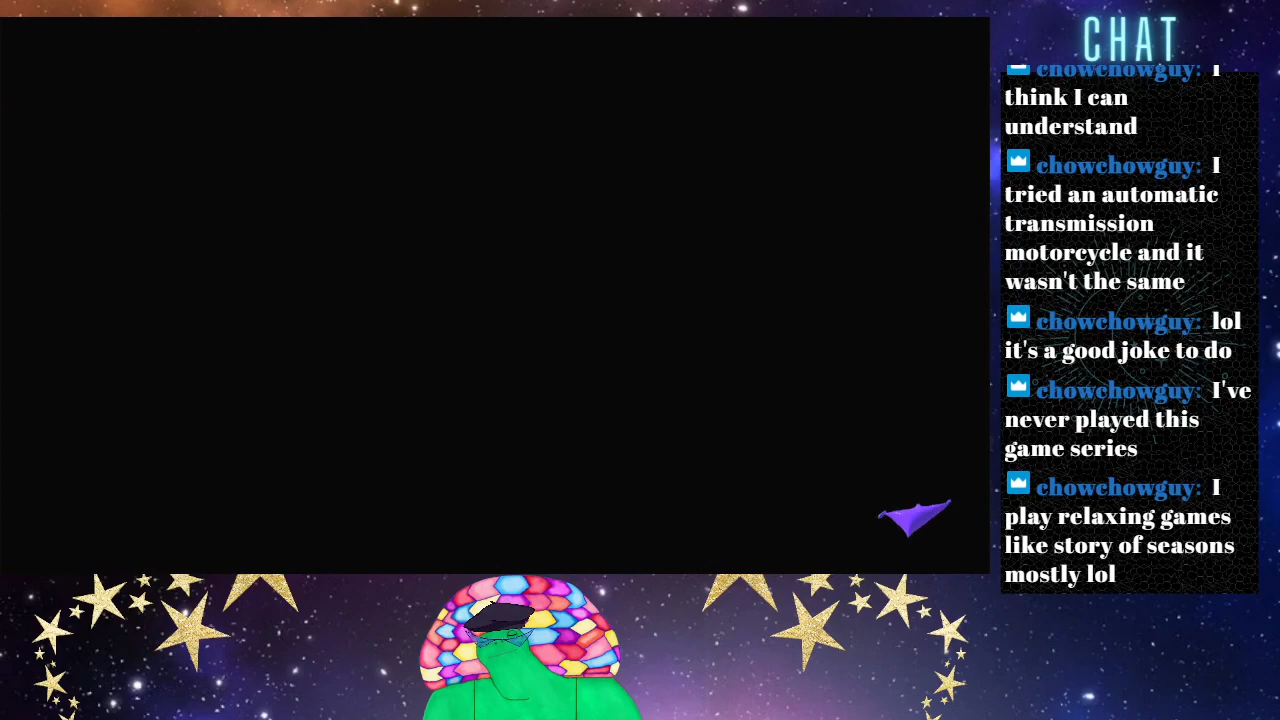 CHAT
chowchowguy: I
think I can
understand
chowchowguy: I
tried an automatic
transmission
motorcycle and it
wasn't the same
chowchowguy: lol
it's a good joke to do
chowchowguy: I've
never played this
game series
chowchowguy: I
play relaxing games
like story of seasons
mostly lol